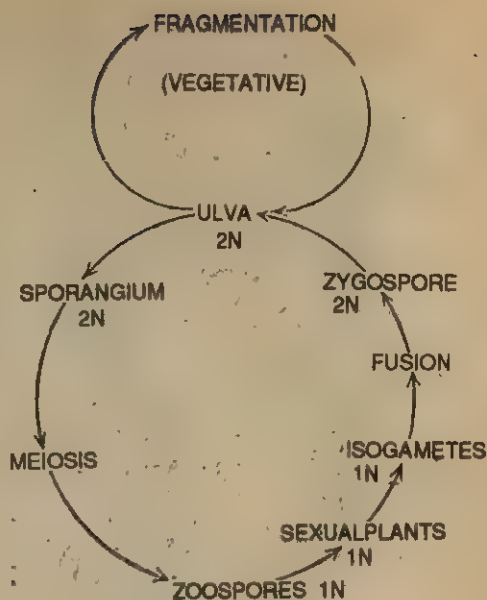 FRAGMENTATION
(VEGETATIVE)
ULVA
2N
SPORANGIUM
2N
ZYGOSPORE
2N
FUSION
MEIOSIS
ISOGAMETES
1N
SEXUALPLANTS
1N
ZOOSPORES 1N